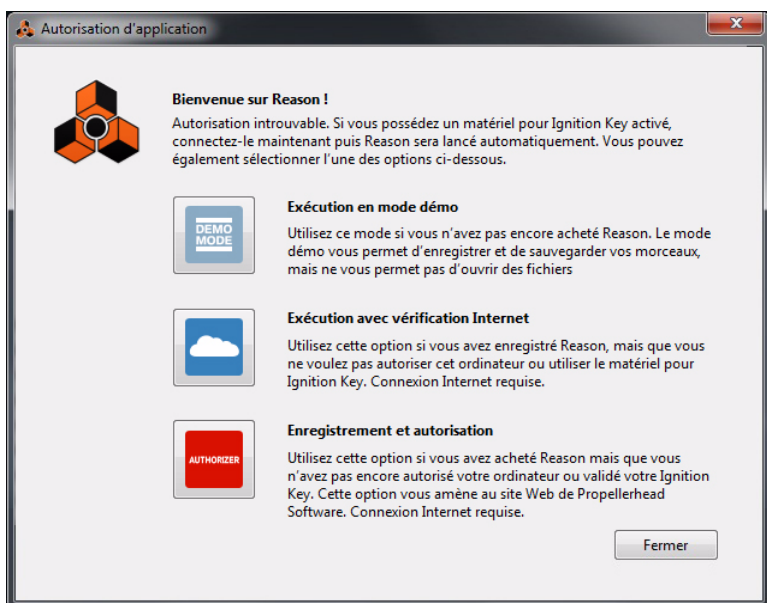 Autorisation d'application
Bienvenue sur Reason !
Autorisation introuvable. Si vous possédez un matériel pour Ignition Key activé,
connectez-le maintenant puis Reason sera lancé automatiquement. Vous pouvez
également sélectionner l'une des options ci-dessous.
DEMO
MODE
Exécution en mode démo
Utilisez ce mode si vous n'avez pas encore acheté Reason. Le mode
démo vous permet d'enregistrer et de sauvegarder vos morceaux,
mais ne vous permet pas d'ouvrir des fichiers
Exécution avec vérification Internet
Utilisez cette option si vous avez enregistré Reason, mais que vous
ne voulez pas autoriser cet ordinateur ou utiliser le matériel pour
Ignition Key. Connexion Internet requise.
AUTHORIZER
Enregistrement et autorisation
Utilisez cette option si vous avez acheté Reason mais que vous
n'avez pas encore autorisé votre ordinateur ou validé votre Ignition
Key. Cette option vous amène au site Web de Propellerhead
Software. Connexion Internet requise.
Fermer